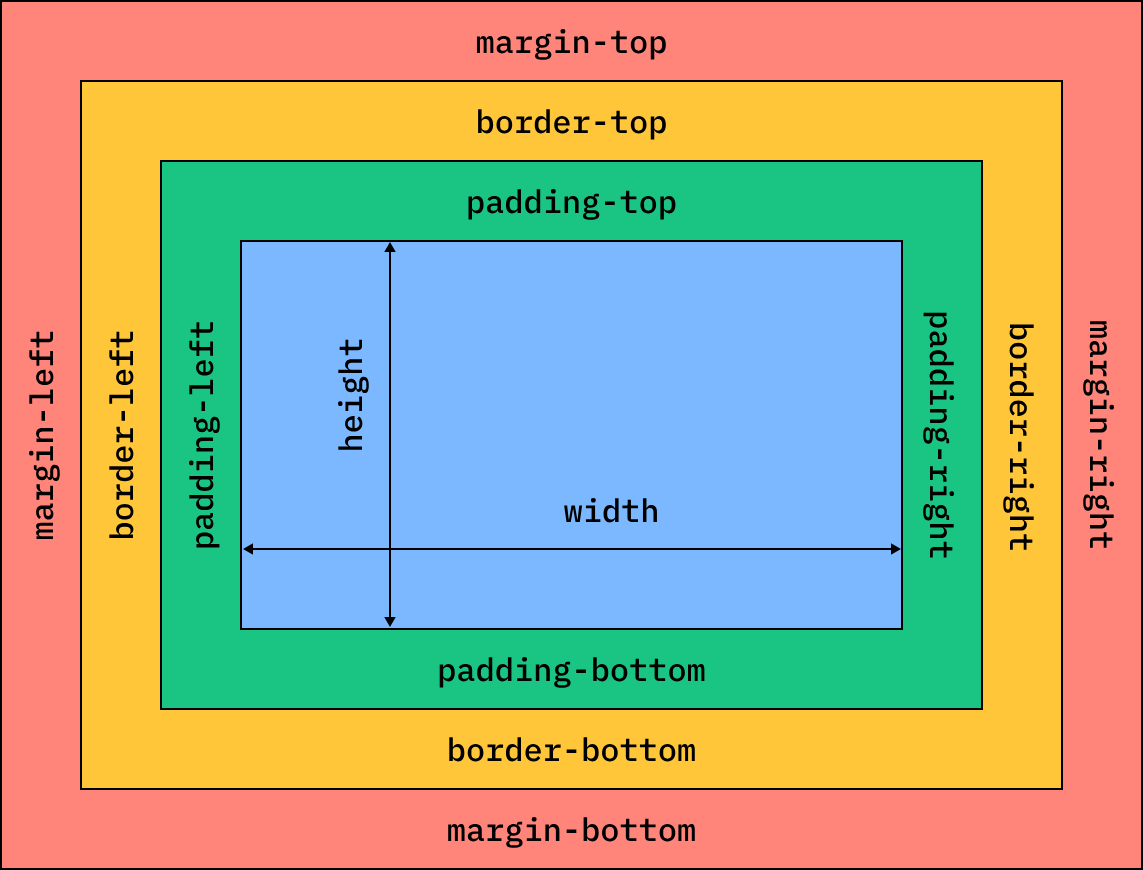 margin-top
border-top
padding-top
margin-left
border-left
padding-left
height
width
padding-right
border-right
margin-right
padding-bottom
border-bottom
margin-bottom